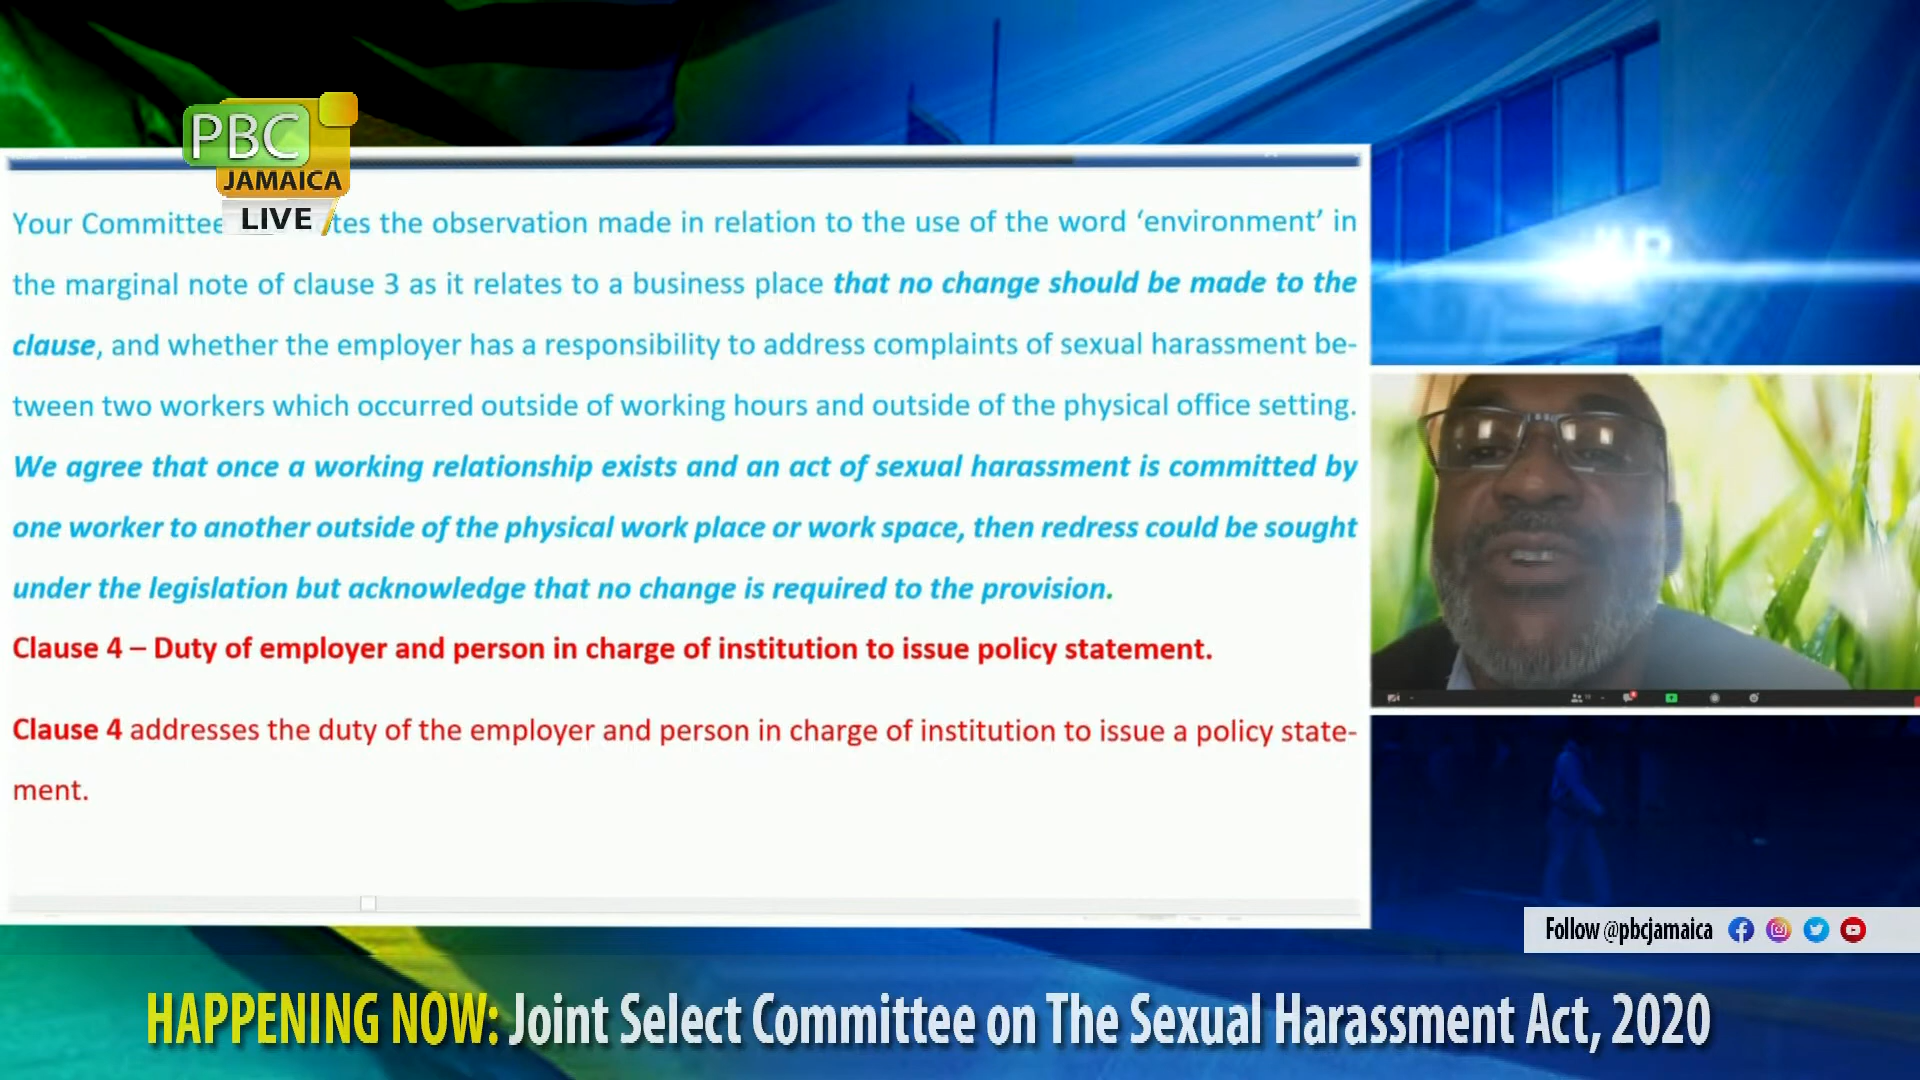 PBC
JAMAICA
LIVE
Your Committee tes the observation made in relation to the use of the word ‘environment’ in
the marginal note of clause 3 as it relates to a business place that no change should be made to the
clause, and whether the employer has a responsibility to address complaints of sexual harassment be-
tween two workers which occurred outside of working hours and outside of the physical office setting.
We agree that once a working relationship exists and an act of sexual harassment is committed by
one worker to another outside of the physical work place or work space, then redress could be sought
under the legislation but acknowledge that no change is required to the provision.
Clause 4 – Duty of employer and person in charge of institution to issue policy statement.
Clause 4 addresses the duty of the employer and person in charge of institution to issue a policy state-
ment.
Follow @pbcjamaica
HAPPENING NOW: Joint Select Committee on The Sexual Harassment Act, 2020